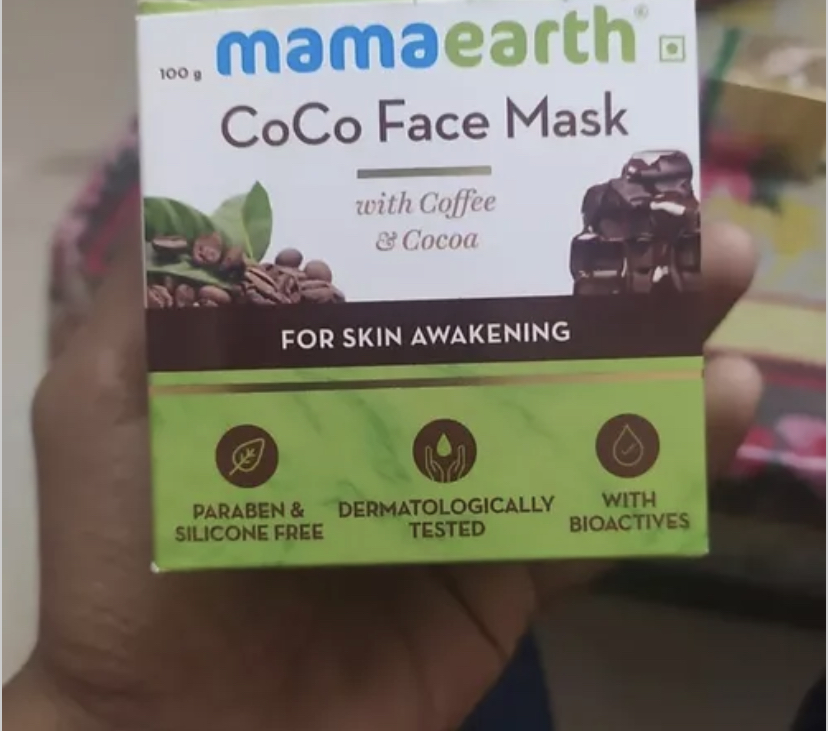 mamaearth®
100 g
CoCo Face Mask
with Coffee
& Cocoa
FOR SKIN AWAKENING
PARABEN &
SILICONE FREE
DERMATOLOGICALLY
TESTED
WITH
BIOACTIVES